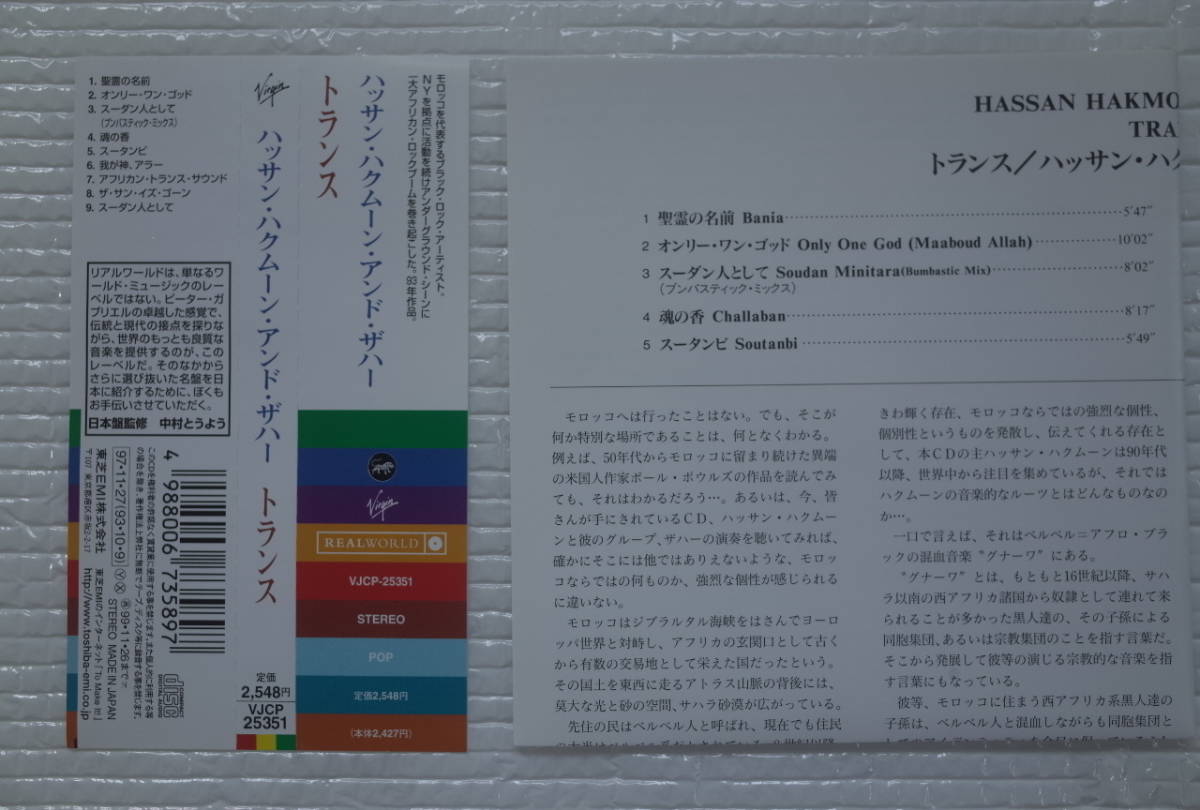 1. 聖霊の名前
2. オンリー・ワン・ゴッド
3. スーダン人として
(ブンバスティック・ミックス)
4. 魂の香
5. スータンビ
6. 我が神、アラー
7. アフリカン・トランス・サウンド
8. ザ・サン・イズ・ゴーン
9. スーダン人として
リアルワールドは、単なるワ
ールド・ミュージックのレー
ベルではない。ピーター・ガ
ブリエルの卓越した感覚で、
伝統と現代の接点を探りな
がら、世界のもっとも良質な
音楽を提供するのが、この
レーベルだ。そのなかから
さらに選び抜いた名盤を日
本に紹介するために、ぼくも
お手伝いさせていただく。
日本盤監修 中村とうよう
4 988006 735897
'97・11・27('93・10・9) Ⓨ Ⓧ ®99・11・26まで
STEREO MADE IN JAPAN
東芝EMI株式会社
〒107 東京都港区赤坂2-2-17
http://www.toshiba-emi.co.jp
COMPACT
disc
DIGITAL AUDIO
Virgin
ハッサン・ハクムーン・アンド・ザハー トランス
定価
2,548円
VJCP
25351
モロッコを代表するブラック・ロック・アーティスト。
NYを拠点に活動を続けアンダーグラウンド・シーンに
一大アフリカン・ロックブームを巻き起こした。93年作品。
ハッサン・ハクムーン・アンド・ザハー
トランス
Virgin
REALWORLD
VJCP-25351
STEREO
POP
定価2,548円
(本体2,427円)
HASSAN HAKMO
TRA
トランス/ハッサン・ハク
1 聖霊の名前 Bania 5'47"
2 オンリー・ワン・ゴッド Only One God (Maaboud Allah) 10'02"
3 スーダン人として Soudan Minitara(Bumbastic Mix) 8'02"
(ブンバスティック・ミックス)
4 魂の香 Challaban 8'17"
5 スータンビ Soutanbi 5'49"
モロッコへは行ったことはない。でも、そこが
何か特別な場所であることは、何となくわかる。
例えば、50年代からモロッコに留まり続けた異端
の米国人作家ポール・ボウルズの作品を読んでみ
ても、それはわかるだろう…。あるいは、今、皆
さんが手にされているCD、ハッサン・ハクムー
ンと彼のグループ、ザハーの演奏を聴いてみれば、
確かにそこには他ではありえないような、モロッ
コならではの何ものか、強烈な個性が感じられる
に違いない。
モロッコはジブラルタル海峡をはさんでヨーロ
ッパ世界と対峙し、アフリカの玄関口として古く
から有数の交易地として栄えた国だったという。
その国土を東西に走るアトラス山脈の背後には、
莫大な光と砂の空間、サハラ砂漠が広がっている。
先住の民はベルベル人と呼ばれ、現在でも住民
きわ輝く存在、モロッコならではの強烈な個性、
個別性というものを発散し、伝えてくれる存在と
して、本CDの主ハッサン・ハクムーンは90年代
以降、世界中から注目を集めているが、それでは
ハクムーンの音楽的なルーツとはどんなものなの
か…。
一口で言えば、それはベルベル=アフロ・ブラ
ックの混血音楽“グナーワ”にある。
“グナーワ”とは、もともと16世紀以降、サハ
ラ以南の西アフリカ諸国から奴隷として連れて来
られることが多かった黒人達の、その子孫による
同胞集団、あるいは宗教集団のことを指す言葉だ。
そこから発展して彼等の演じる宗教的な音楽を指
す言葉にもなっている。
彼等、モロッコに住まう西アフリカ系黒人達の
子孫は、ベルベル人と混血しながらも同胞集団と